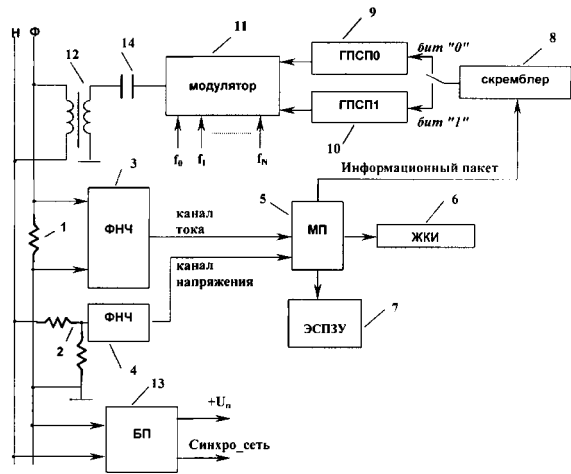 Н Ф
12
14
11
модулятор
f₀ f₁ ........... f_N
9
ГПСП0
бит "0"
ГПСП1
10
бит "1"
8
скремблер
Информационный пакет
3
1
ФНЧ
канал
тока
5
МП
6
ЖКИ
канал
напряжения
ФНЧ
2
4
ЭСПЗУ
7
13
БП
+Uп
Синхро_сеть